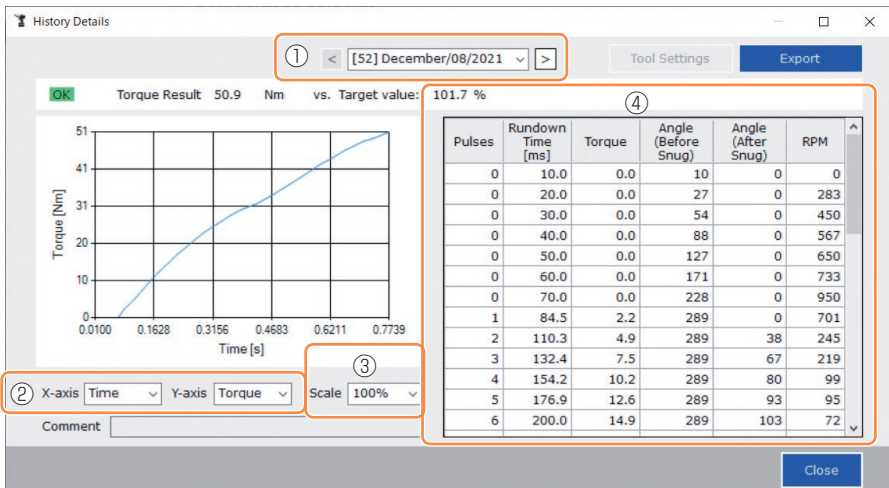 History Details
① < [52] December/08/2021 > Tool Settings Export
OK Torque Result 50.9 Nm vs. Target value: 101.7 %
④
51
41
31
20
10
0
Torque [Nm]
0.0100 0.1628 0.3156 0.4683 0.6211 0.7739
Time [s]
③
② X-axis Time Y-axis Torque Scale 100%
Comment
Pulses Rundown Time [ms] Torque Angle (Before Snug) Angle (After Snug) RPM
0 10.0 0.0 10 0 0
0 20.0 0.0 27 0 283
0 30.0 0.0 54 0 450
0 40.0 0.0 88 0 567
0 50.0 0.0 127 0 650
0 60.0 0.0 171 0 733
0 70.0 0.0 228 0 950
1 84.5 2.2 289 0 701
2 110.3 4.9 289 38 245
3 132.4 7.5 289 67 219
4 154.2 10.2 289 80 99
5 176.9 12.6 289 93 95
6 200.0 14.9 289 103 72
Close